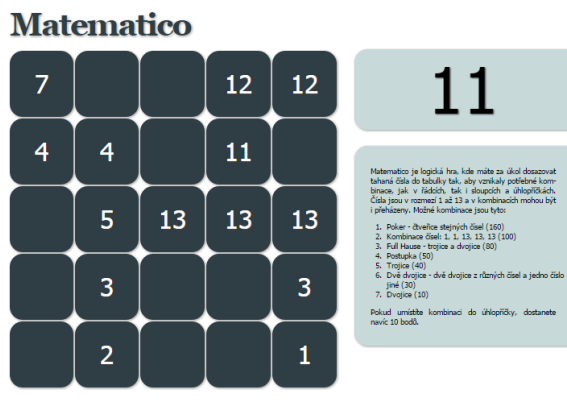 Matematico
7 12 12
4 4 11
5 13 13 13
3 3
2 1
11
Matematico je logická hra, kde máte za úkol dosazovat
tahaná čísla do tabulky tak, aby vznikaly potřebné kom-
binace, jak v řádcích, tak i sloupcích a úhlopříčkách.
Čísla jsou v rozmezí 1 až 13 a v kombinacích mohou být
i přeházeny. Možné kombinace jsou tyto:
1. Poker - čtveřice stejných čísel (160)
2. Kombinace čísel: 1, 1, 13, 13, 13 (100)
3. Full Hause - trojice a dvojice (80)
4. Postupka (50)
5. Trojice (40)
6. Dvě dvojice - dvě dvojice z různých čísel a jedno číslo
jiné (30)
7. Dvojice (10)
Pokud umístíte kombinaci do úhlopříčky, dostanete
navíc 10 bodů.